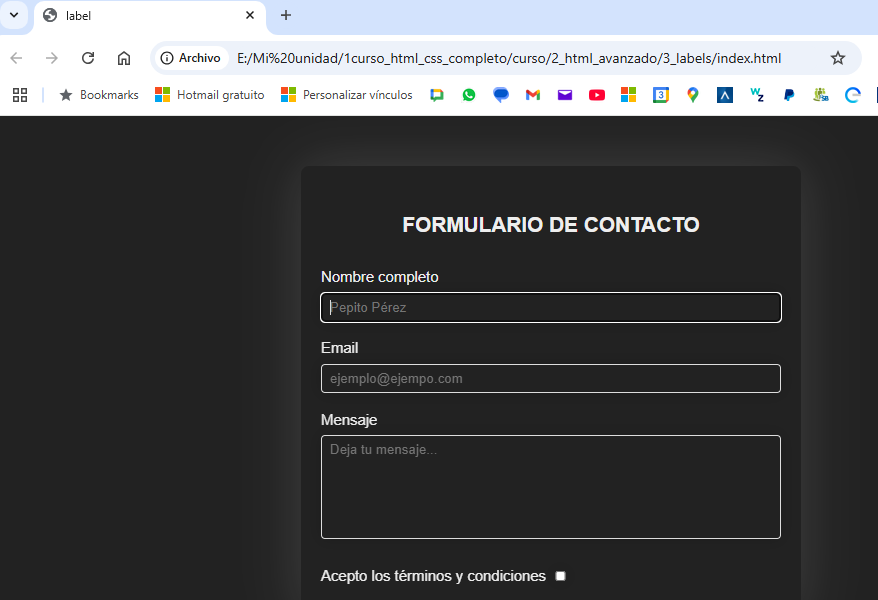 label
Archivo E:/Mi%20unidad/1curso_html_css_completo/curso/2_html_avanzado/3_labels/index.html
Bookmarks Hotmail gratuito Personalizar vínculos
FORMULARIO DE CONTACTO
Nombre completo
Pepito Pérez
Email
ejemplo@ejempo.com
Mensaje
Deja tu mensaje...
Acepto los términos y condiciones